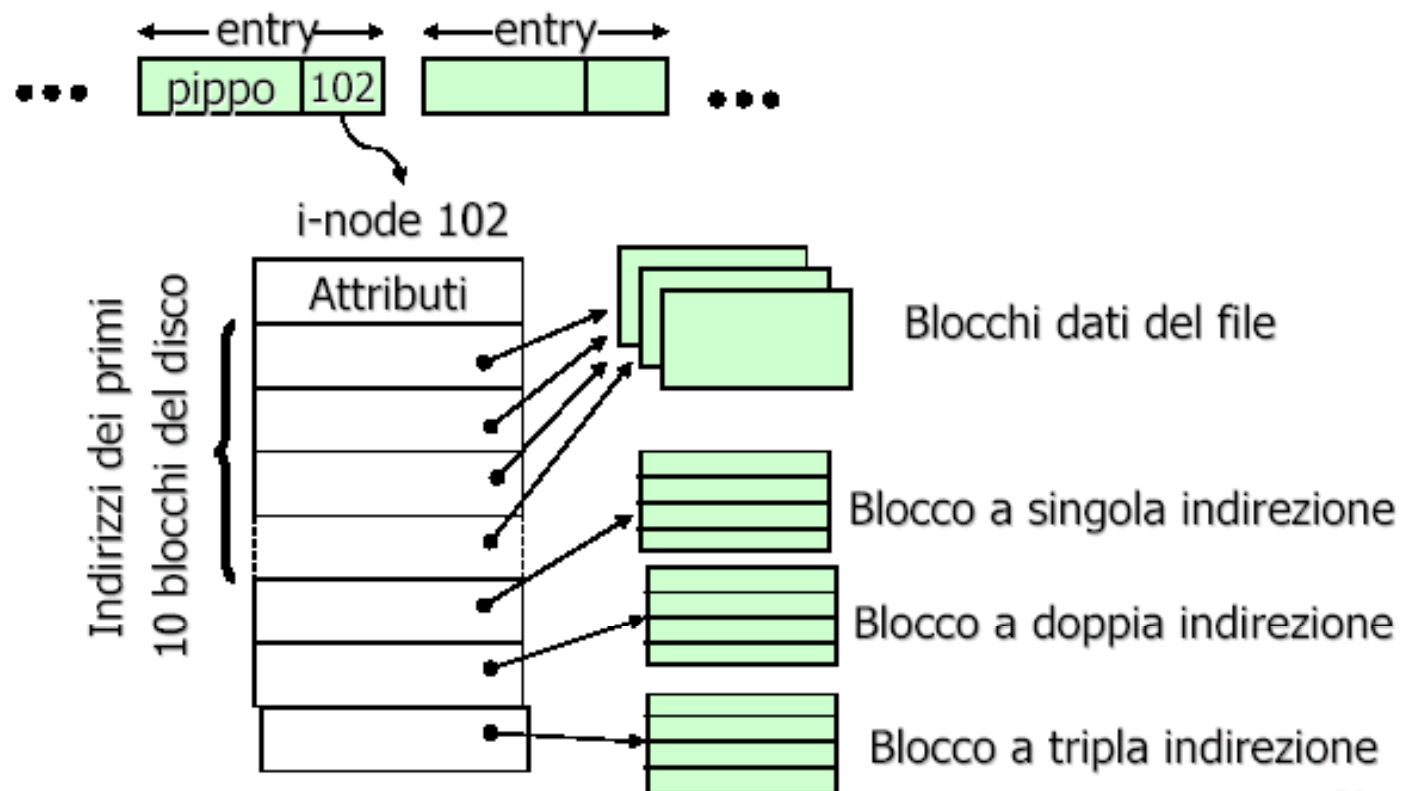 entry
entry
pippo 102
i-node 102
Attributi
Indirizzi dei primi
10 blocchi del disco
Blocchi dati del file
Blocco a singola indirezione
Blocco a doppia indirezione
Blocco a tripla indirezione